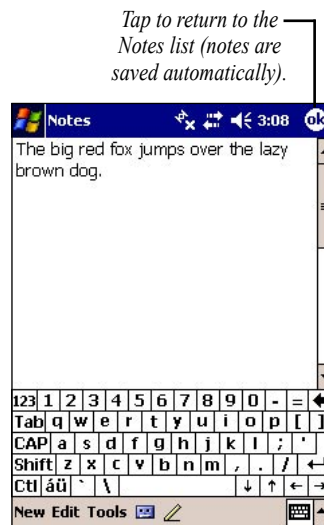 Tap to return to the
Notes list (notes are
saved automatically).
Notes 3:08 ok
The big red fox jumps over the lazy
brown dog.
123 1 2 3 4 5 6 7 8 9 0 - =
Tab q w e r t y u i o p [ ]
CAP a s d f g h j k l ; '
Shift z x c v b n m , . /
Ctl áü ` \
New Edit Tools